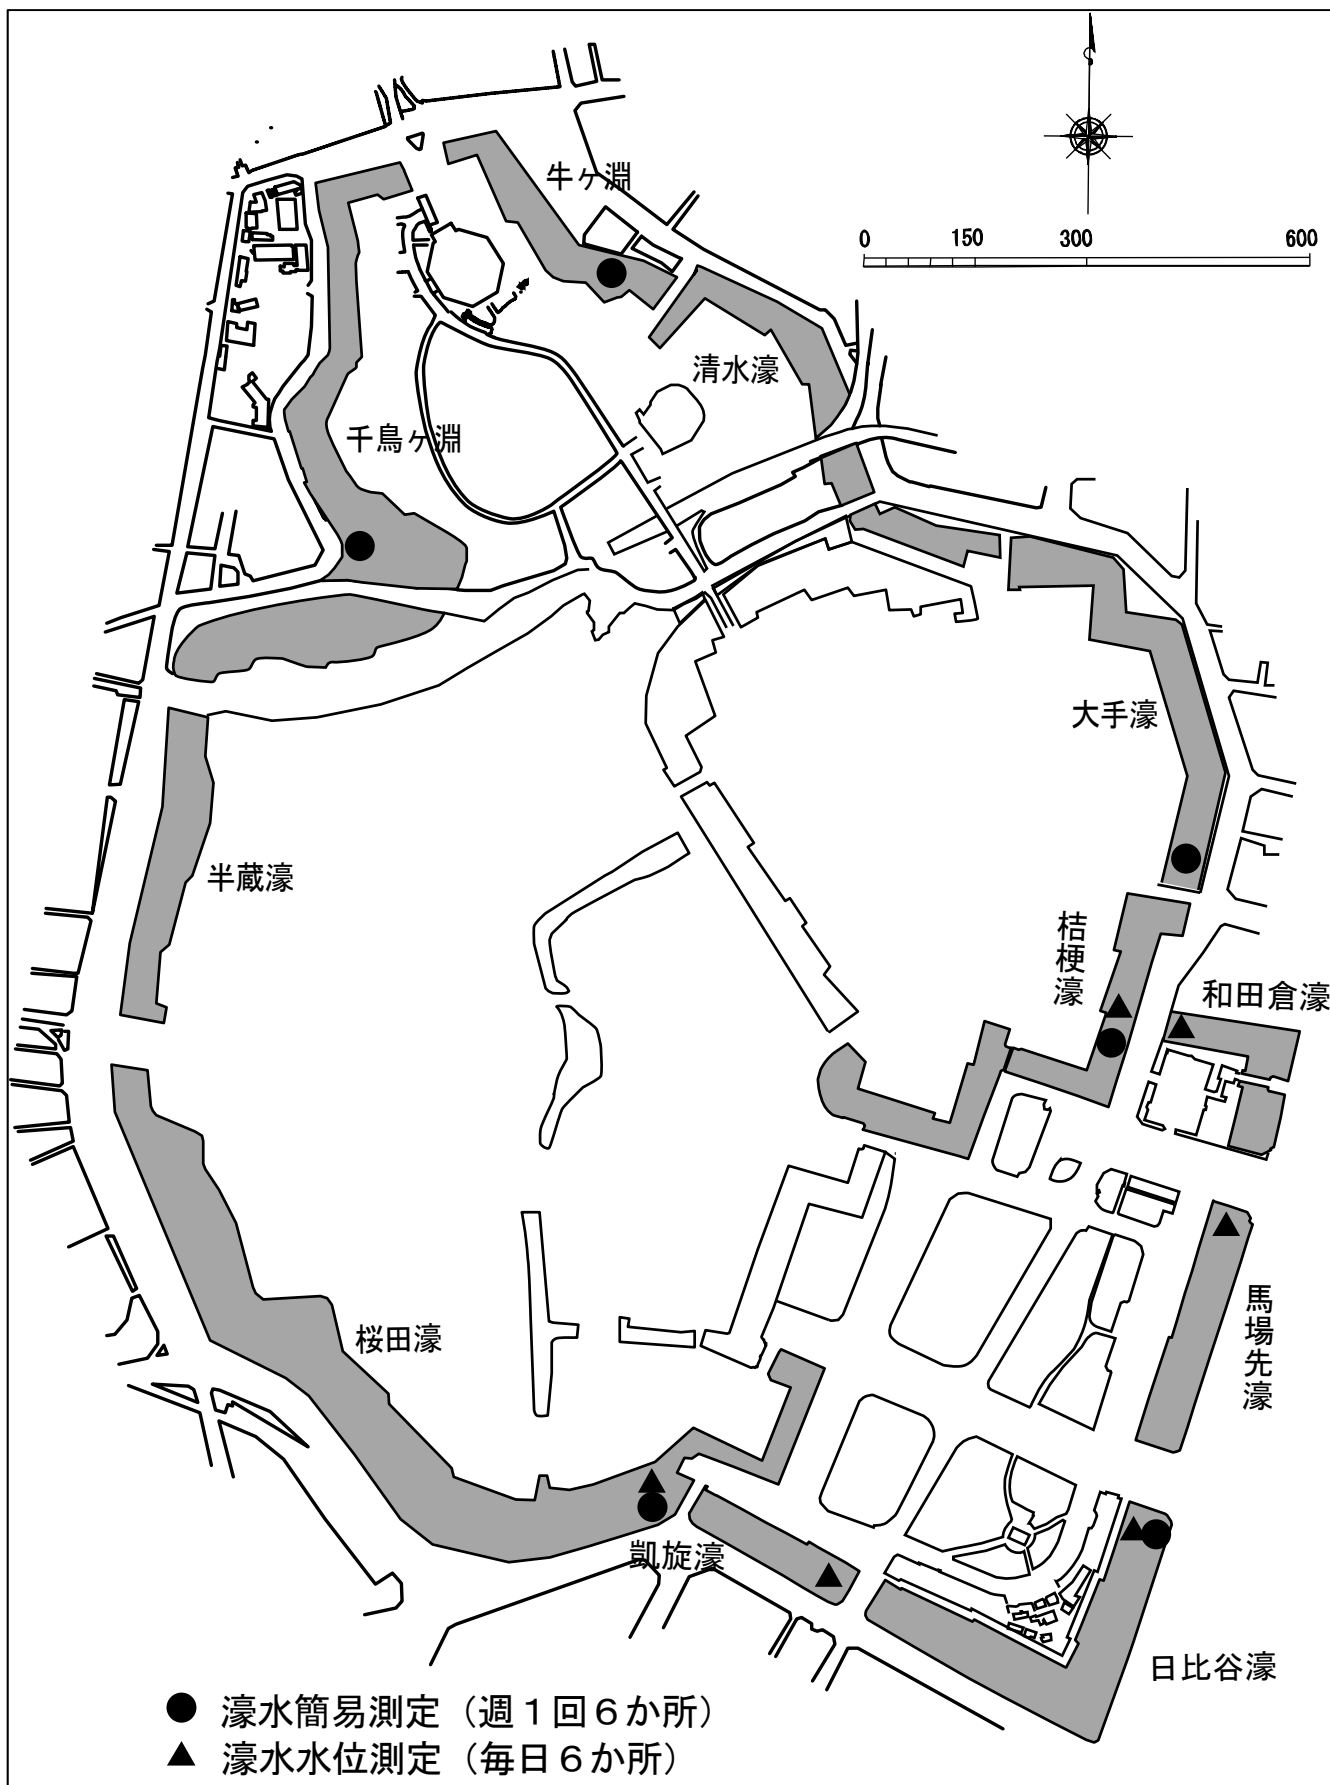 牛ヶ淵
0 150 300 600
清水濠
千鳥ヶ淵
大手濠
半蔵濠
桔梗濠
和田倉濠
馬場先濠
桜田濠
凱旋濠
日比谷濠
● 濠水簡易測定（週１回６か所）
▲ 濠水水位測定（毎日６か所）